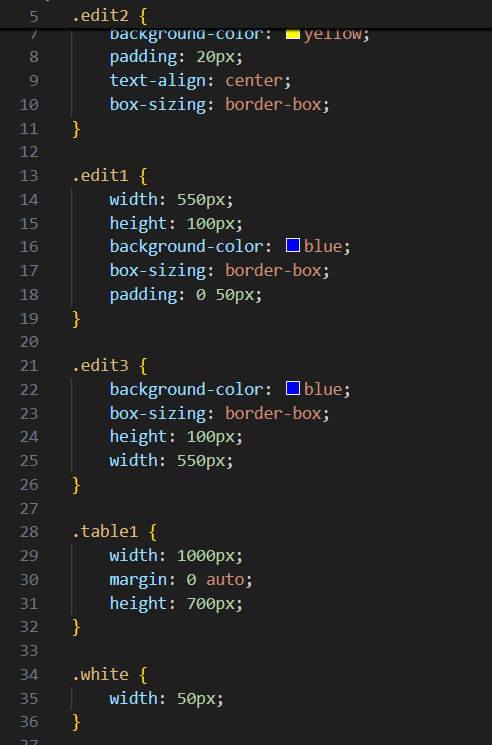 5 .edit2 {
7 background-color: yellow;
8 padding: 20px;
9 text-align: center;
10 box-sizing: border-box;
11 }
12
13 .edit1 {
14 width: 550px;
15 height: 100px;
16 background-color: blue;
17 box-sizing: border-box;
18 padding: 0 50px;
19 }
20
21 .edit3 {
22 background-color: blue;
23 box-sizing: border-box;
24 height: 100px;
25 width: 550px;
26 }
27
28 .table1 {
29 width: 1000px;
30 margin: 0 auto;
31 height: 700px;
32 }
33
34 .white {
35 width: 50px;
36 }
37